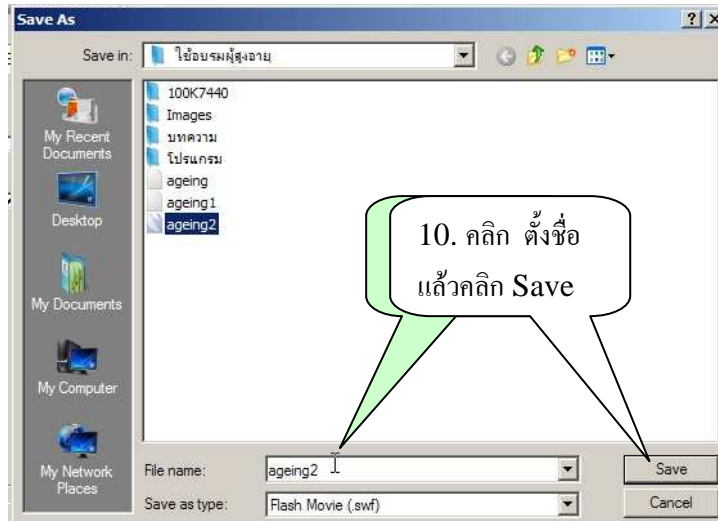 Save As
Save in:
ใช้อบรมผู้สูงอายุ
100K7440
Images
บทความ
โปรแกรม
ageing
ageing1
ageing2
My Recent
Documents
Desktop
My Documents
My Computer
My Network
Places
10. คลิก ตั้งชื่อ
แล้วคลิก Save
File name:
ageing2
Save
Save as type:
Flash Movie (.swf)
Cancel